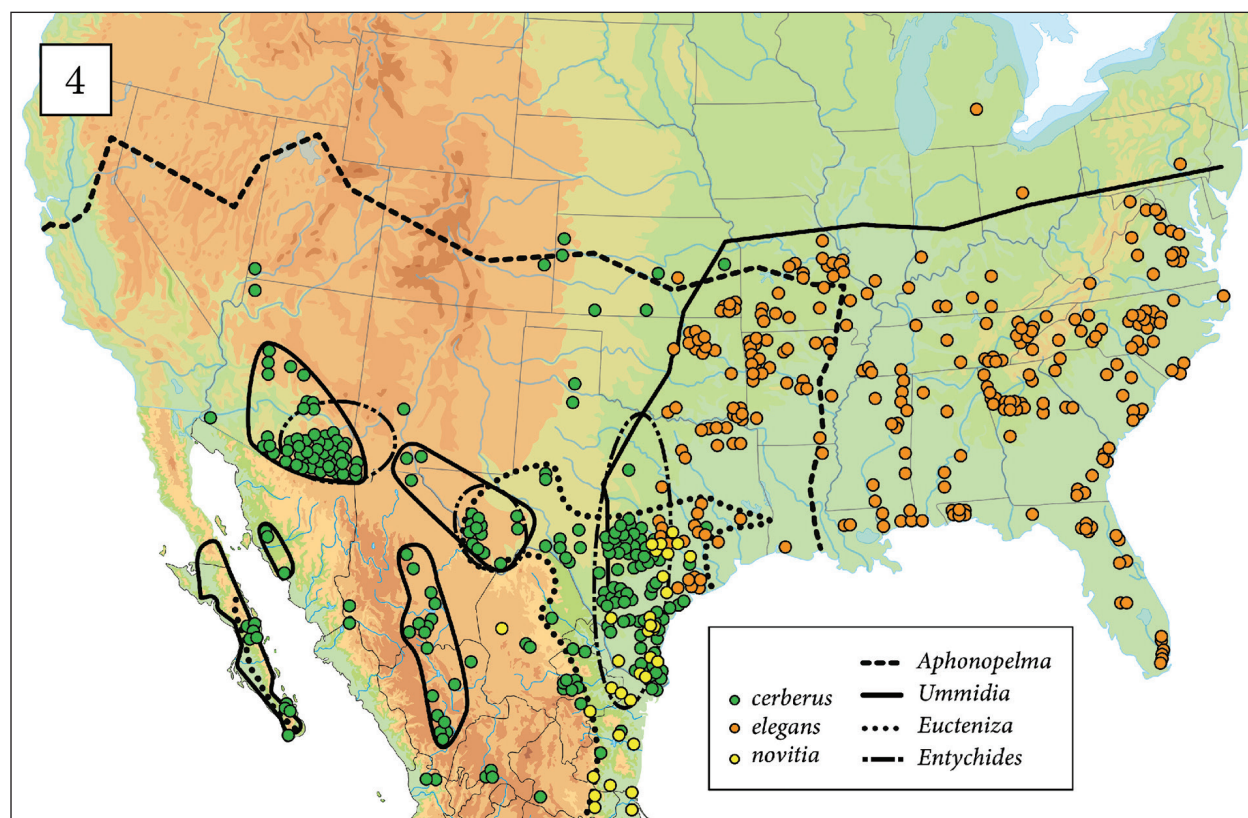 4
cerberus
elegans
novitia
Aphonopelma
Ummidia
Eucteniza
Entychides